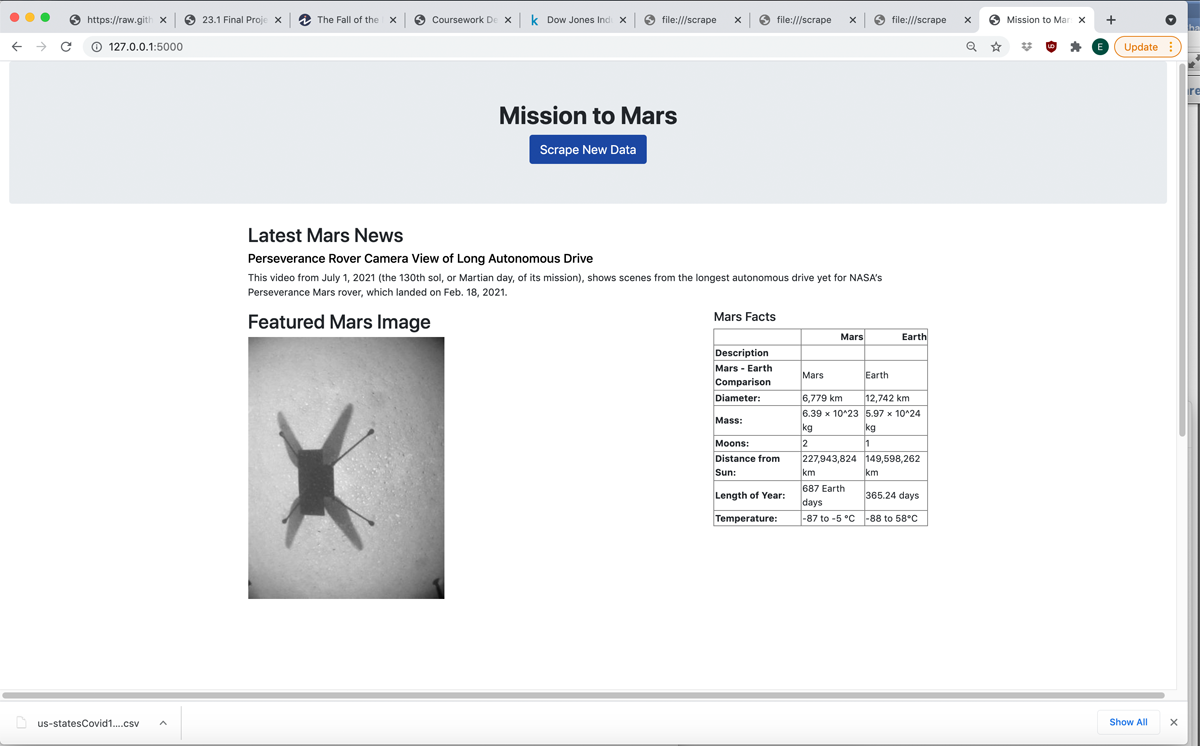 https://raw.gith
23.1 Final Proje
The Fall of the
Coursework De
k Dow Jones Indu
file:///scrape
file:///scrape
file:///scrape
Mission to Mar
127.0.0.1:5000
UD
E
Update
Mission to Mars
Scrape New Data
Latest Mars News
Perseverance Rover Camera View of Long Autonomous Drive
This video from July 1, 2021 (the 130th sol, or Martian day, of its mission), shows scenes from the longest autonomous drive yet for NASA's
Perseverance Mars rover, which landed on Feb. 18, 2021.
Featured Mars Image
Mars Facts
Mars Earth
Description
Mars - Earth
Comparison
Mars Earth
Diameter: 6,779 km 12,742 km
Mass:
6.39 × 10^23
kg
5.97 × 10^24
kg
Moons: 2 1
Distance from
Sun:
227,943,824
km
149,598,262
km
Length of Year:
687 Earth
days
365.24 days
Temperature: -87 to -5 °C -88 to 58°C
us-statesCovid1....csv
Show All